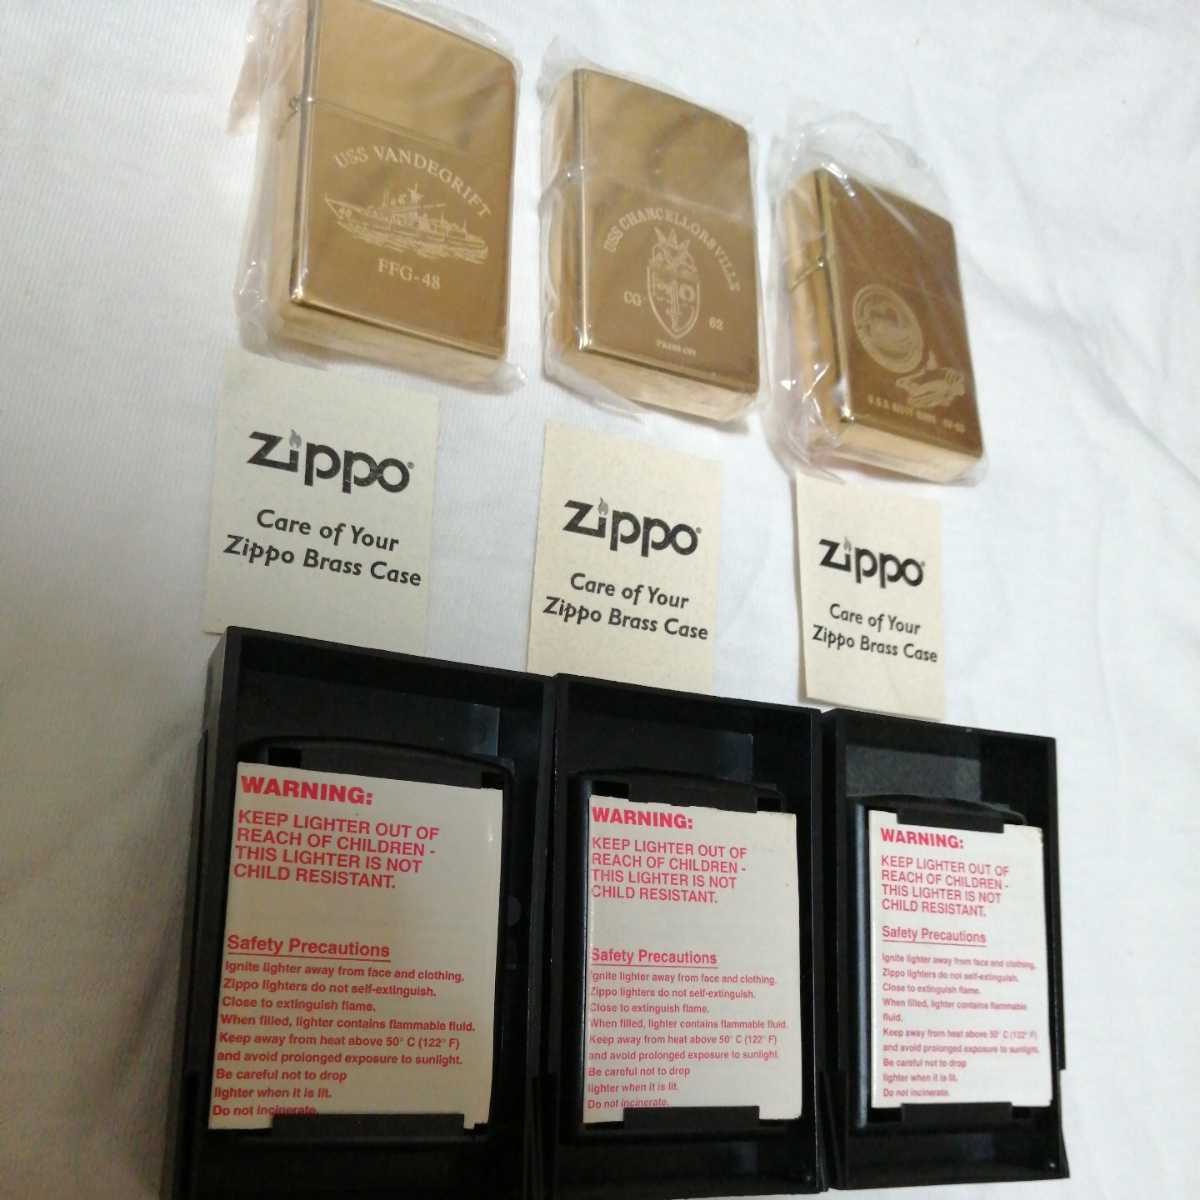 USS VANDEGRIFT
FFG-48
USS CHANCELLORSVILLE
CG 62
PRESS ON
U.S.S. KITTY HAWK CV-63
Zippo
Care of Your
Zippo Brass Case
Zippo
Care of Your
Zippo Brass Case
Zippo
Care of Your
Zippo Brass Case
WARNING:
KEEP LIGHTER OUT OF
REACH OF CHILDREN -
THIS LIGHTER IS NOT
CHILD RESISTANT.
Safety Precautions
Ignite lighter away from face and clothing.
Zippo lighters do not self-extinguish.
Close to extinguish flame.
When filled, lighter contains flammable fluid.
Keep away from heat above 50° C (122° F)
and avoid prolonged exposure to sunlight.
Be careful not to drop
lighter when it is lit.
Do not incinerate.
WARNING:
KEEP LIGHTER OUT OF
REACH OF CHILDREN -
THIS LIGHTER IS NOT
CHILD RESISTANT.
Safety Precautions
Ignite lighter away from face and clothing.
Zippo lighters do not self-extinguish.
Close to extinguish flame.
When filled, lighter contains flammable fluid.
Keep away from heat above 50° C (122° F)
and avoid prolonged exposure to sunlight.
Be careful not to drop
lighter when it is lit.
Do not incinerate.
WARNING:
KEEP LIGHTER OUT OF
REACH OF CHILDREN -
THIS LIGHTER IS NOT
CHILD RESISTANT.
Safety Precautions
Ignite lighter away from face and clothing.
Zippo lighters do not self-extinguish.
Close to extinguish flame.
When filled, lighter contains flammable
fluid.
Keep away from heat above 50° C (122° F)
and avoid prolonged exposure to sunlight.
Be careful not to drop
lighter when it is lit.
Do not incinerate.